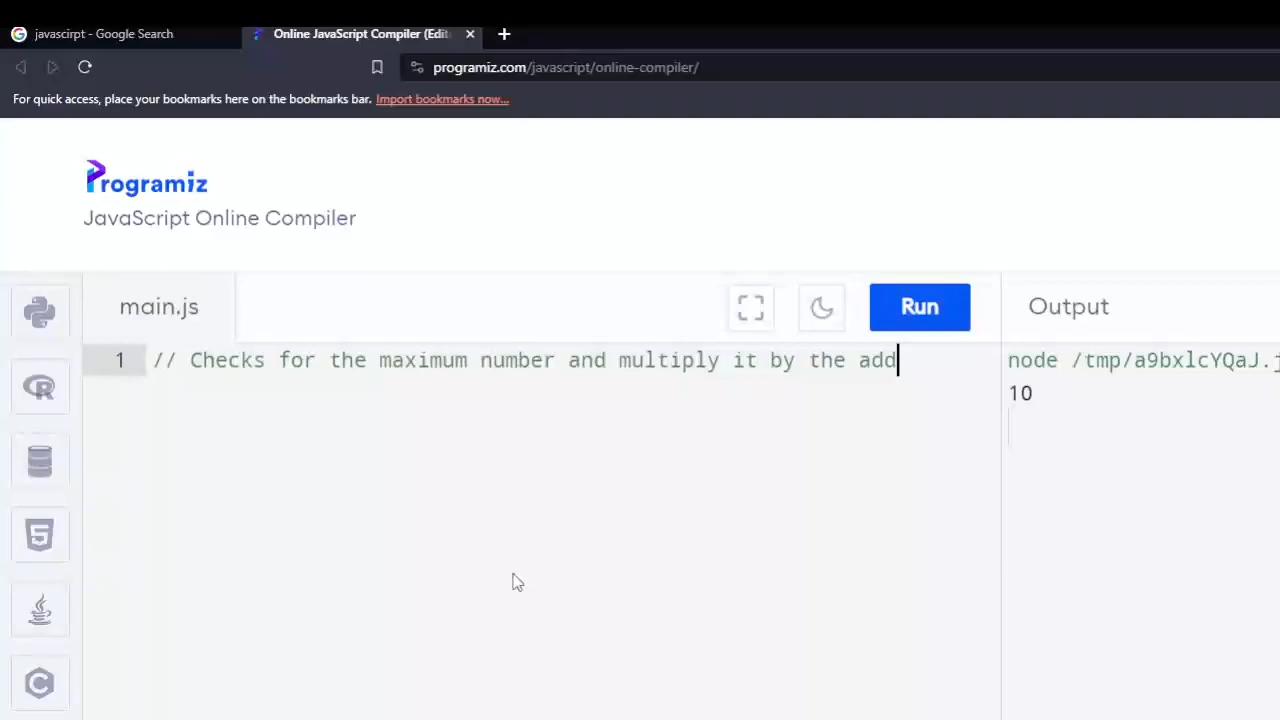 javascirpt - Google Search
Online JavaScript Compiler (Edit
programiz.com/javascript/online-compiler/
For quick access, place your bookmarks here on the bookmarks bar. Import bookmarks now...
Programiz
JavaScript Online Compiler
main.js
Run
Output
1 // Checks for the maximum number and multiply it by the add
node /tmp/a9bxlcYQaJ.j
10